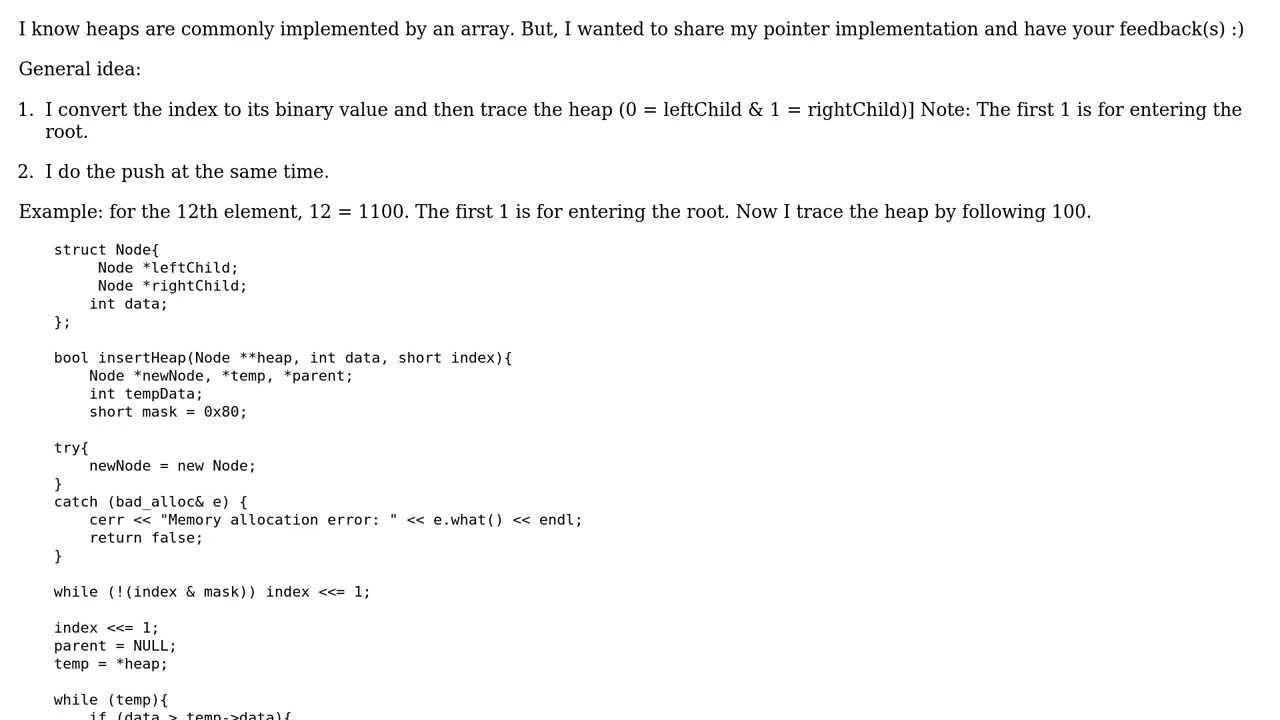 I know heaps are commonly implemented by an array. But, I wanted to share my pointer implementation and have your feedback(s) :)
General idea:
1. I convert the index to its binary value and then trace the heap (0 = leftChild & 1 = rightChild)] Note: The first 1 is for entering the
root.
2. I do the push at the same time.
Example: for the 12th element, 12 = 1100. The first 1 is for entering the root. Now I trace the heap by following 100.
struct Node{
     Node *leftChild;
     Node *rightChild;
    int data;
};
bool insertHeap(Node **heap, int data, short index){
    Node *newNode, *temp, *parent;
    int tempData;
    short mask = 0x80;
try{
    newNode = new Node;
}
catch (bad_alloc& e) {
    cerr << "Memory allocation error: " << e.what() << endl;
    return false;
}
while (!(index & mask)) index <<= 1;
index <<= 1;
parent = NULL;
temp = *heap;
while (temp){
    if (data > temp->data){